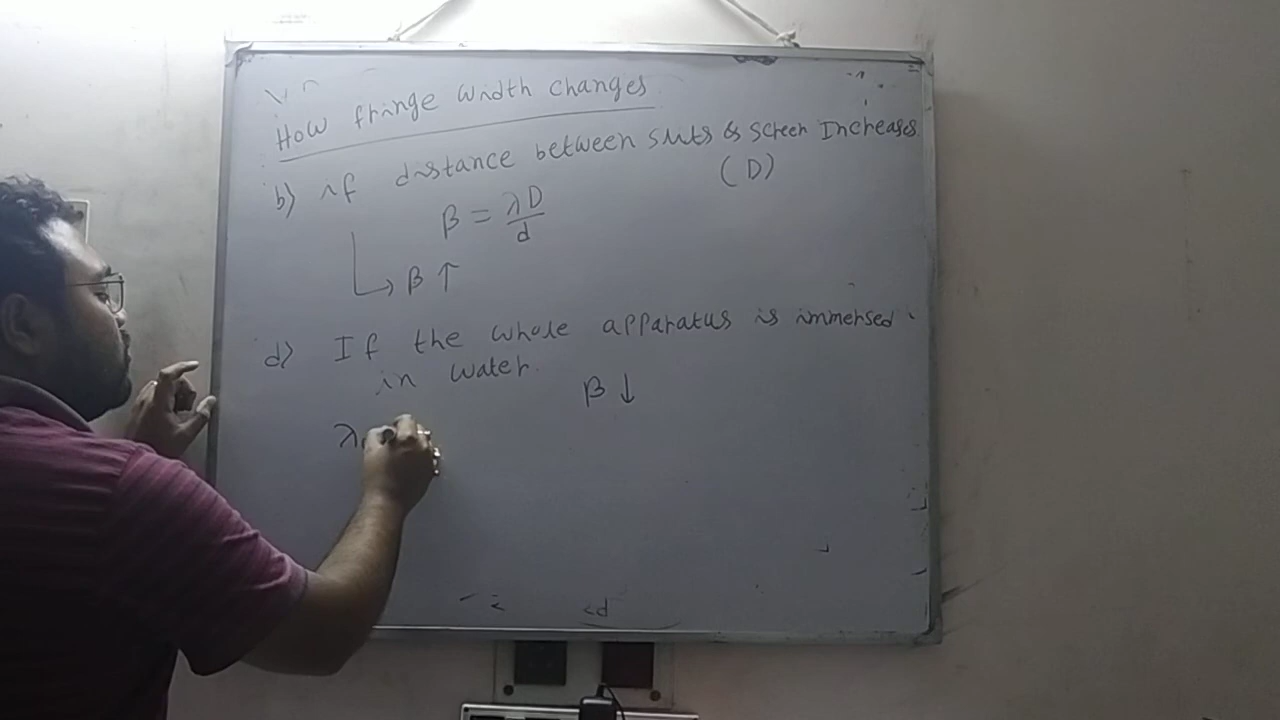 How fringe width changes
b) if distance between slits & screen Increases
(D)
β = λD/d
↳ β ↑
d) If the whole apparatus is immersed
in water.
β ↓
λ
<d